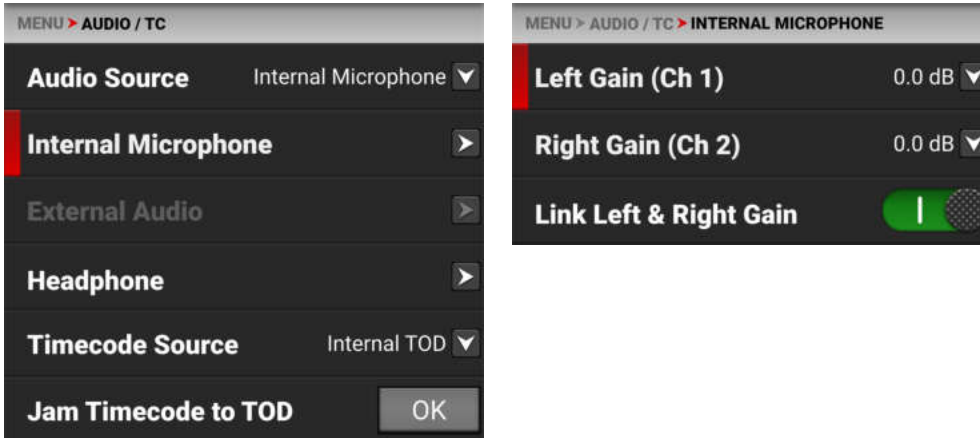 MENU > AUDIO / TC
Audio Source Internal Microphone
Internal Microphone
External Audio
Headphone
Timecode Source Internal TOD
Jam Timecode to TOD OK
MENU > AUDIO / TC > INTERNAL MICROPHONE
Left Gain (Ch 1) 0.0 dB
Right Gain (Ch 2) 0.0 dB
Link Left & Right Gain